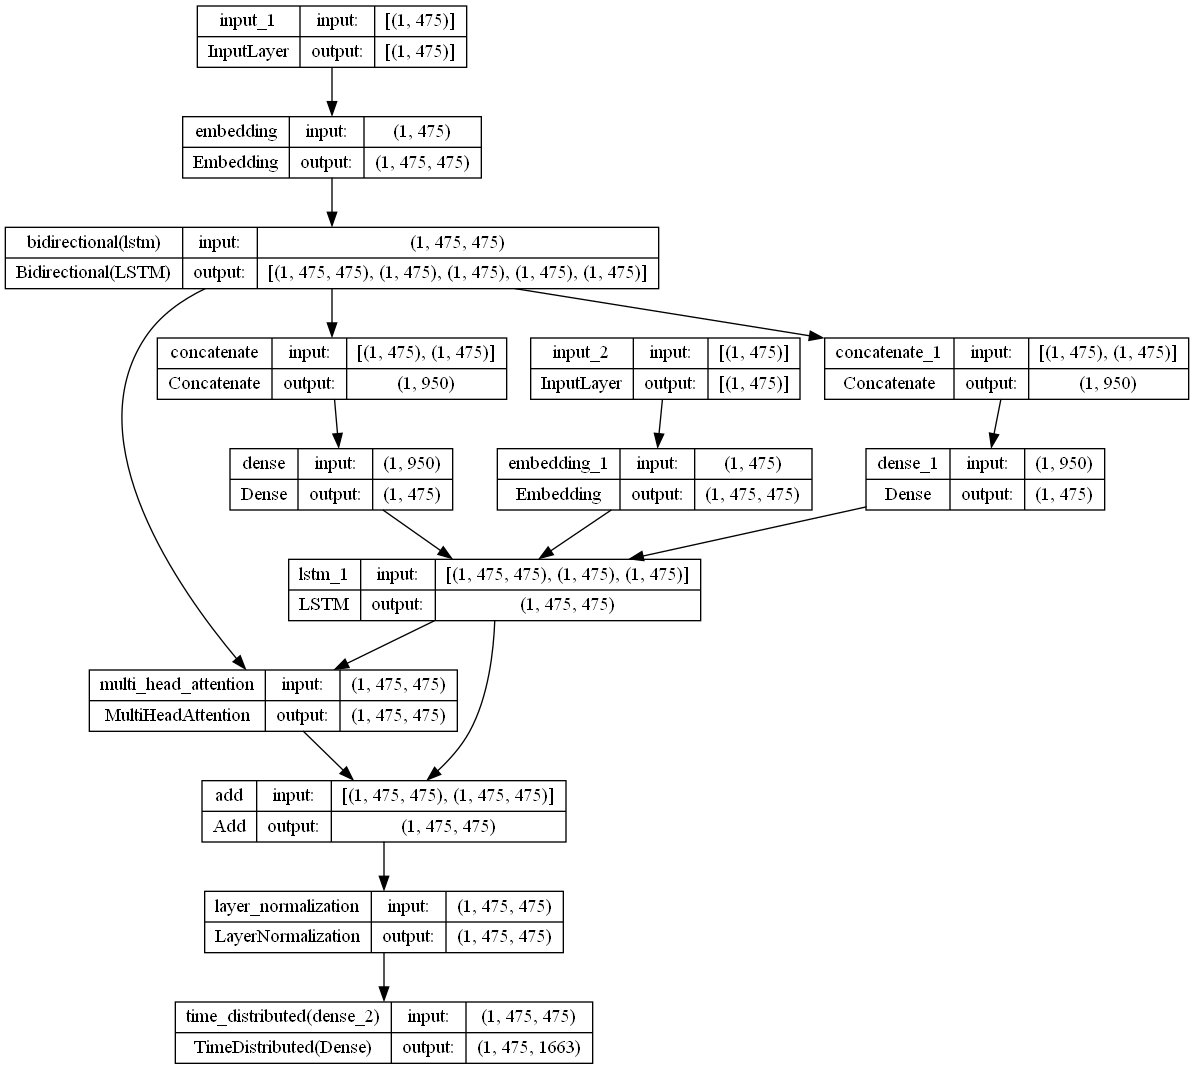 input_1 input: [(1, 475)]
InputLayer output: [(1, 475)]
embedding input: (1, 475)
Embedding output: (1, 475, 475)
bidirectional(lstm) input: (1, 475, 475)
Bidirectional(LSTM) output: [(1, 475, 475), (1, 475), (1, 475), (1, 475), (1, 475)]
concatenate input: [(1, 475), (1, 475)]
Concatenate output: (1, 950)
input_2 input: [(1, 475)]
InputLayer output: [(1, 475)]
concatenate_1 input: [(1, 475), (1, 475)]
Concatenate output: (1, 950)
dense input: (1, 950)
Dense output: (1, 475)
embedding_1 input: (1, 475)
Embedding output: (1, 475, 475)
dense_1 input: (1, 950)
Dense output: (1, 475)
lstm_1 input: [(1, 475, 475), (1, 475), (1, 475)]
LSTM output: (1, 475, 475)
multi_head_attention input: (1, 475, 475)
MultiHeadAttention output: (1, 475, 475)
add input: [(1, 475, 475), (1, 475, 475)]
Add output: (1, 475, 475)
layer_normalization input: (1, 475, 475)
LayerNormalization output: (1, 475, 475)
time_distributed(dense_2) input: (1, 475, 475)
TimeDistributed(Dense) output: (1, 475, 1663)